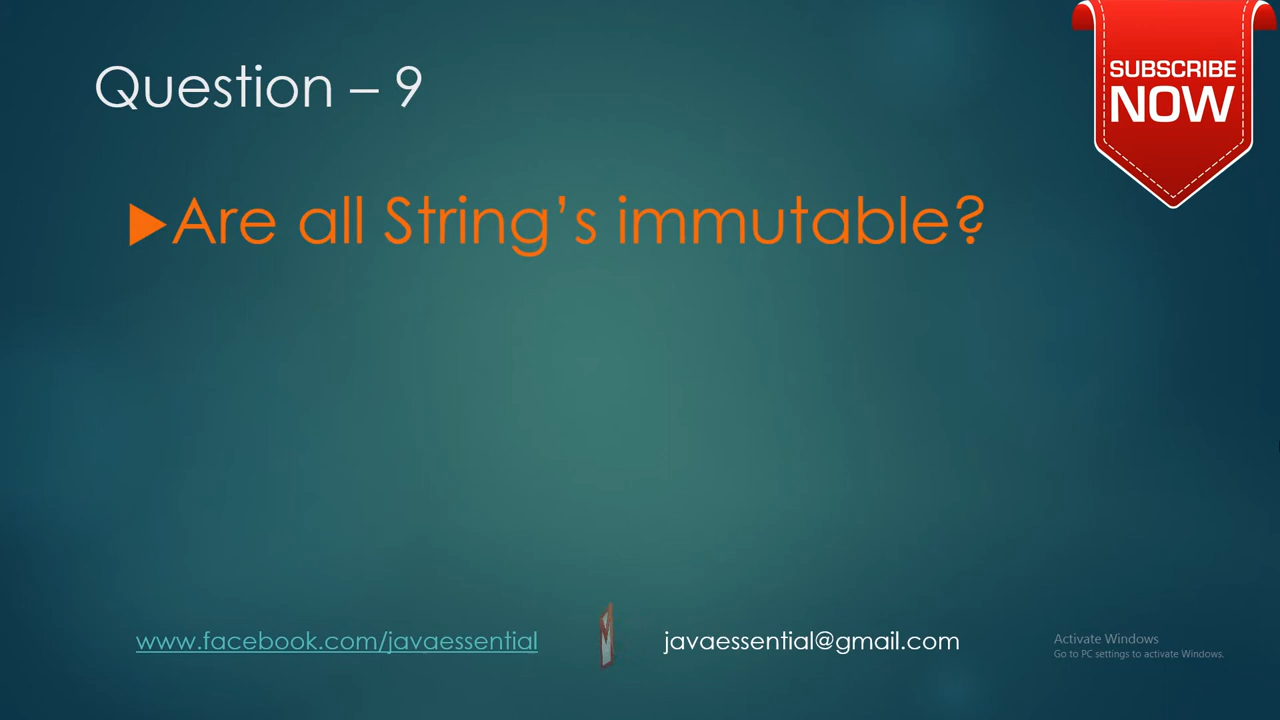 SUBSCRIBE
NOW
Question – 9
Are all String’s immutable?
www.facebook.com/javaessential
javaessential@gmail.com
Activate Windows
Go to PC settings to activate Windows.